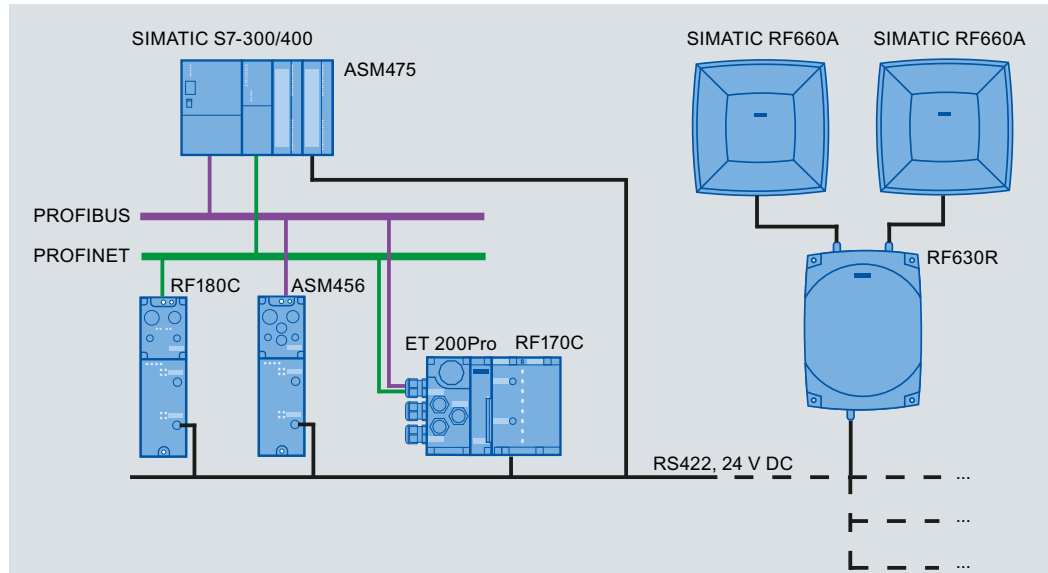 SIMATIC S7-300/400
ASM475
SIMATIC RF660A
SIMATIC RF660A
PROFIBUS
PROFINET
RF180C
ASM456
ET 200Pro
RF170C
RF630R
RS422, 24 V DC
...
...
...